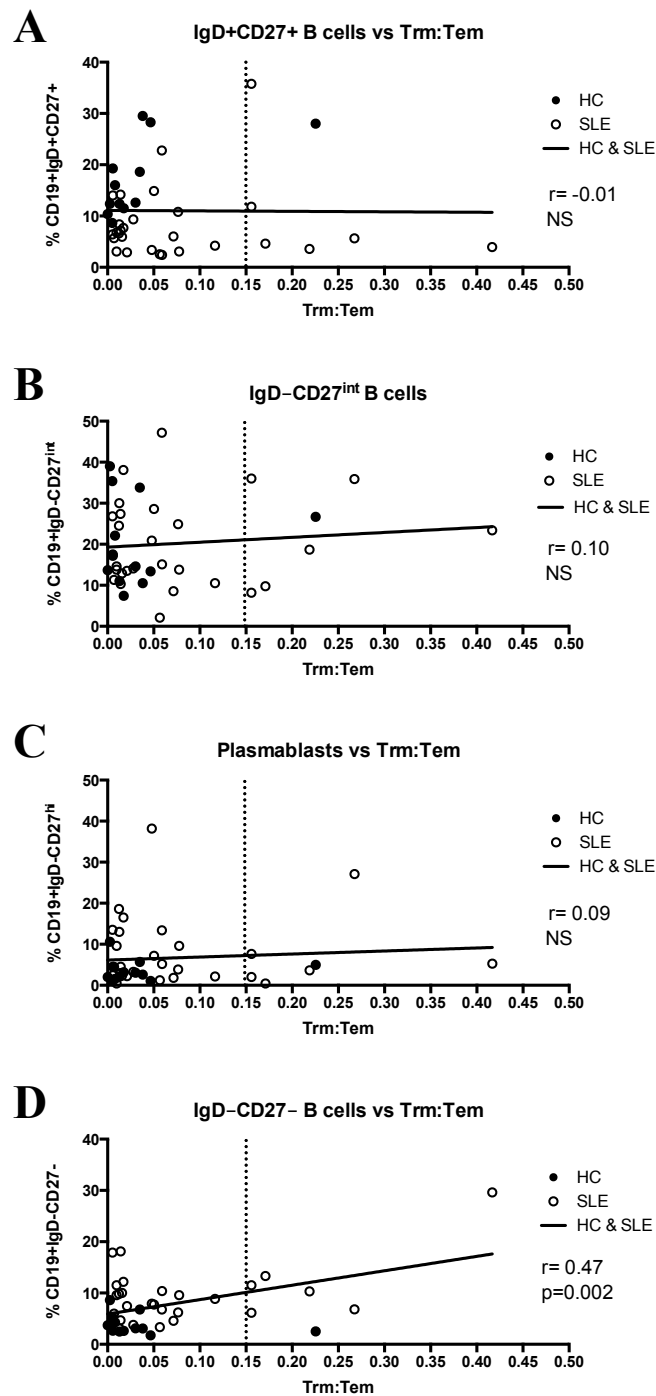 A
IgD+CD27+ B cells vs Trm:Tem
% CD19+IgD+CD27+
40
30
20
10
0
0.00 0.05 0.10 0.15 0.20 0.25 0.30 0.35 0.40 0.45 0.50
Trm:Tem
HC
SLE
HC & SLE
r= -0.01
NS
B
IgD−CD27int B cells
% CD19+IgD-CD27int
50
40
30
20
10
0
0.00 0.05 0.10 0.15 0.20 0.25 0.30 0.35 0.40 0.45 0.50
Trm:Tem
HC
SLE
HC & SLE
r= 0.10
NS
C
Plasmablasts vs Trm:Tem
% CD19+IgD-CD27hi
50
40
30
20
10
0
0.00 0.05 0.10 0.15 0.20 0.25 0.30 0.35 0.40 0.45 0.50
Trm:Tem
HC
SLE
HC & SLE
r= 0.09
NS
D
IgD−CD27− B cells vs Trm:Tem
% CD19+IgD-CD27-
40
30
20
10
0
0.00 0.05 0.10 0.15 0.20 0.25 0.30 0.35 0.40 0.45 0.50
Trm:Tem
HC
SLE
HC & SLE
r= 0.47
p=0.002